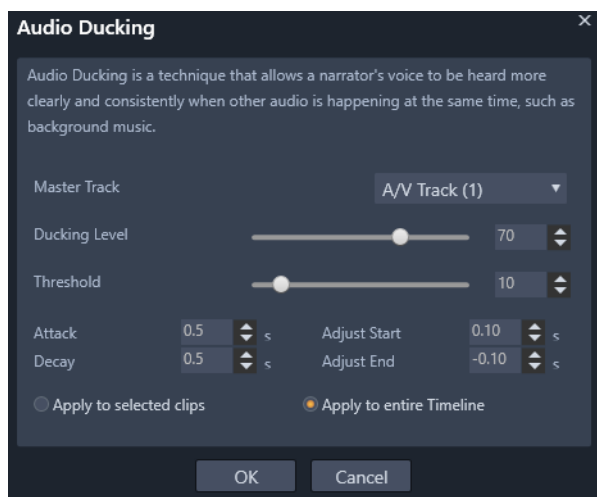 Audio Ducking
Audio Ducking is a technique that allows a narrator's voice to be heard more
clearly and consistently when other audio is happening at the same time, such as
background music.
Master Track A/V Track (1)
Ducking Level 70
Threshold 10
Attack 0.5 s Adjust Start 0.10 s
Decay 0.5 s Adjust End -0.10 s
Apply to selected clips Apply to entire Timeline
OK Cancel